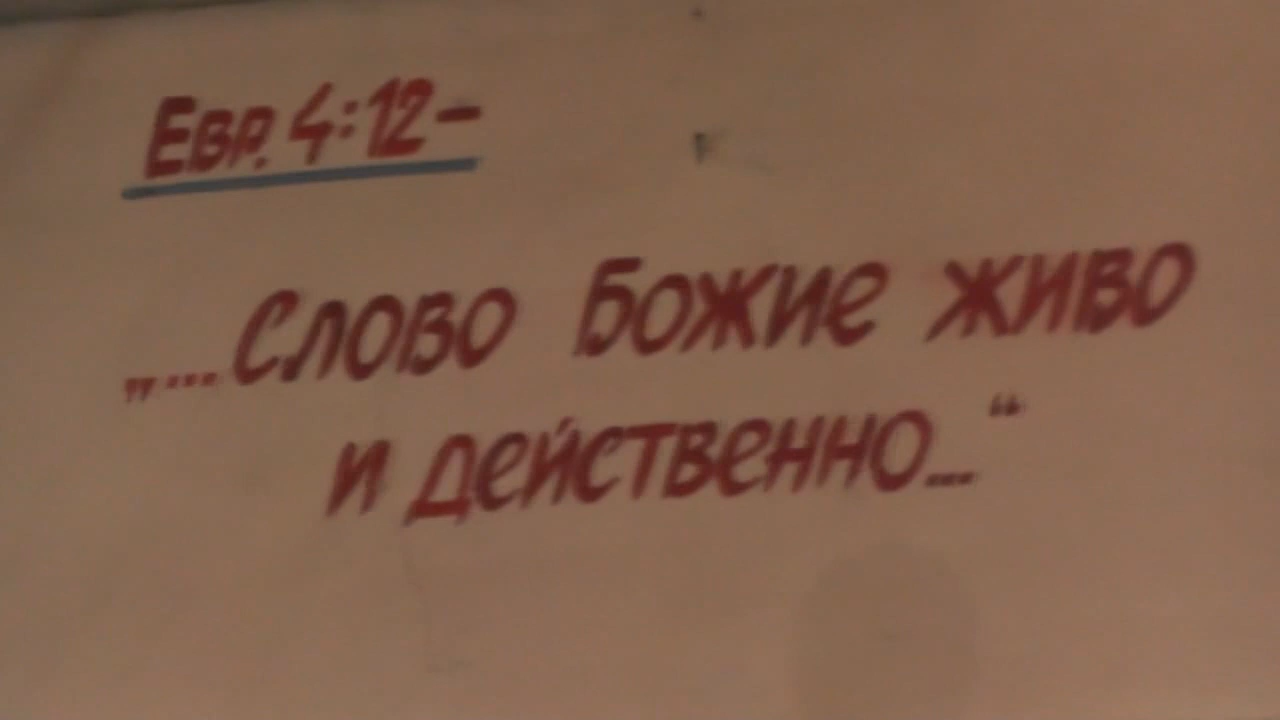 Евр. 4:12–
„...Слово Божие живо
и действенно...“